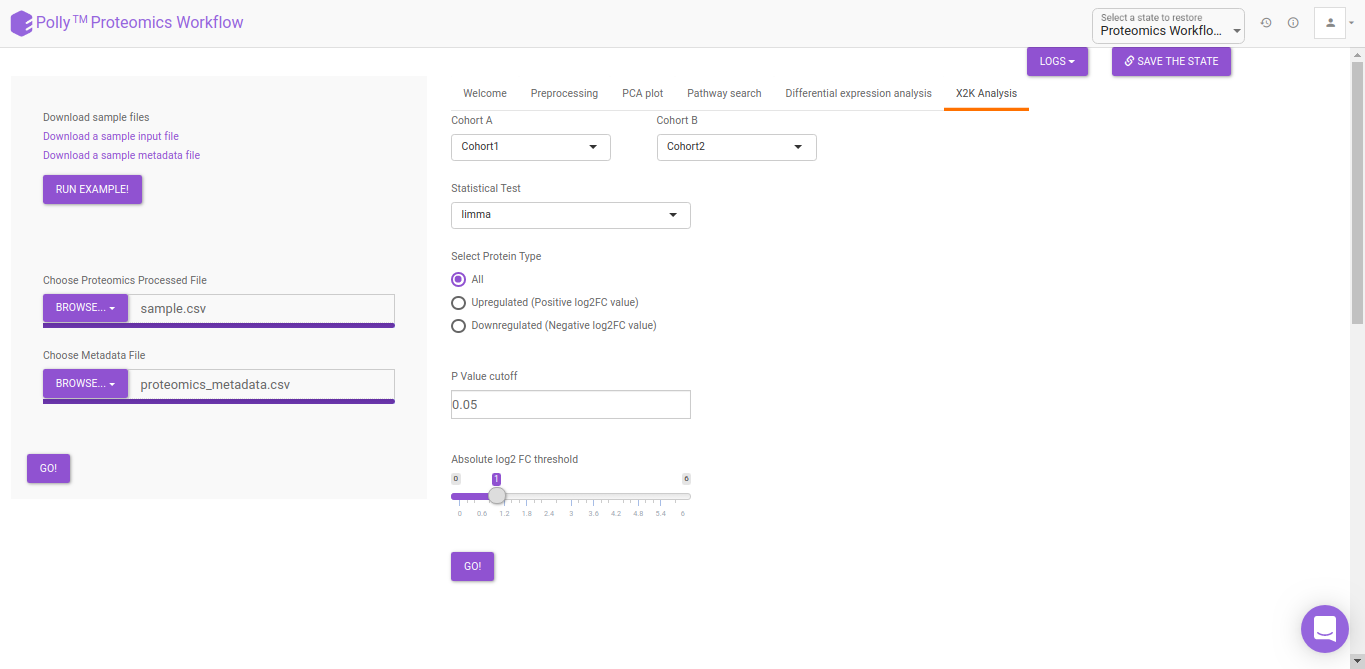 Polly™ Proteomics Workflow
Select a state to restore
Proteomics Workflo...
LOGS
SAVE THE STATE
Download sample files
Download a sample input file
Download a sample metadata file
RUN EXAMPLE!
Choose Proteomics Processed File
BROWSE... sample.csv
Choose Metadata File
BROWSE... proteomics_metadata.csv
GO!
Welcome Preprocessing PCA plot Pathway search Differential expression analysis X2K Analysis
Cohort A Cohort B
Cohort1 Cohort2
Statistical Test
limma
Select Protein Type
All
Upregulated (Positive log2FC value)
Downregulated (Negative log2FC value)
P Value cutoff
0.05
Absolute log2 FC threshold
0 1 6
0 0.6 1.2 1.8 2.4 3 3.6 4.2 4.8 5.4 6
GO!